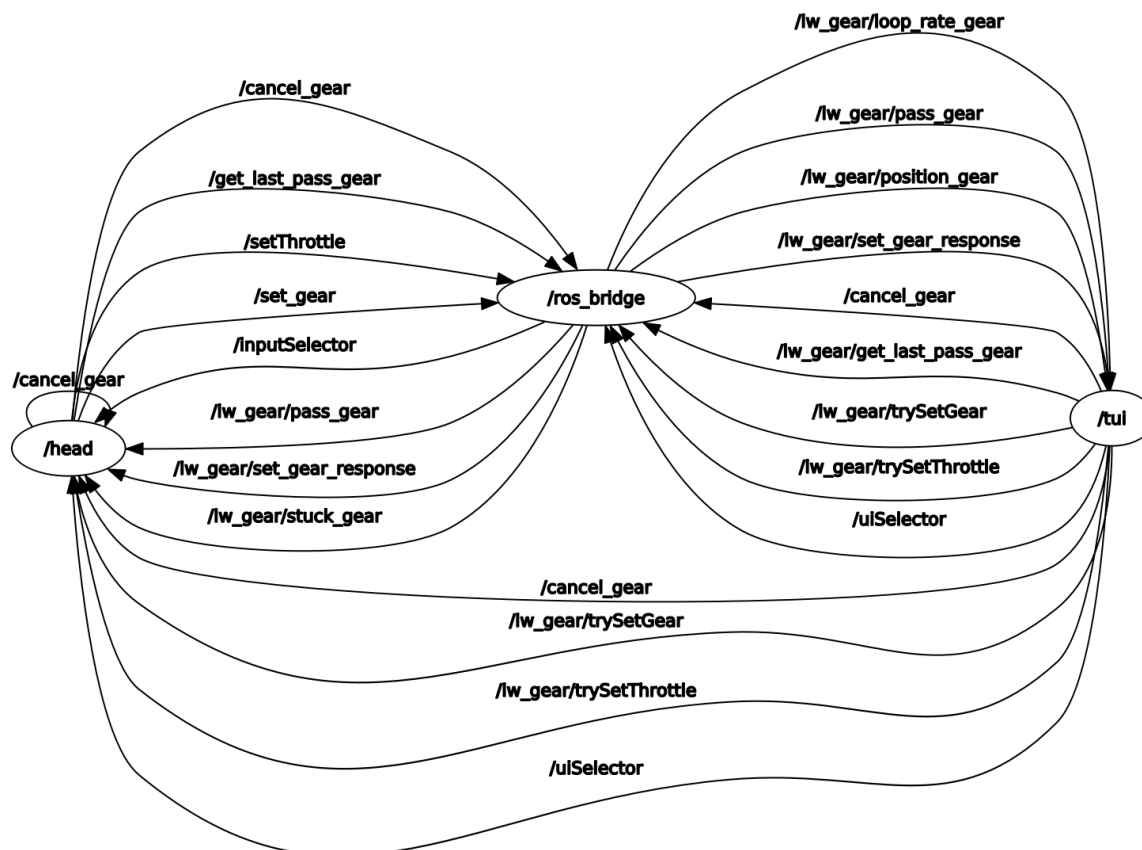 /lw_gear/loop_rate_gear
/cancel_gear
/lw_gear/pass_gear
/get_last_pass_gear
/lw_gear/position_gear
/setThrottle
/lw_gear/set_gear_response
/set_gear
/ros_bridge
/cancel_gear
/inputSelector
/lw_gear/get_last_pass_gear
/cancel_gear
/lw_gear/pass_gear
/lw_gear/trySetGear
/tui
/head
/lw_gear/set_gear_response
/lw_gear/trySetThrottle
/lw_gear/stuck_gear
/uiSelector
/cancel_gear
/lw_gear/trySetGear
/lw_gear/trySetThrottle
/uiSelector